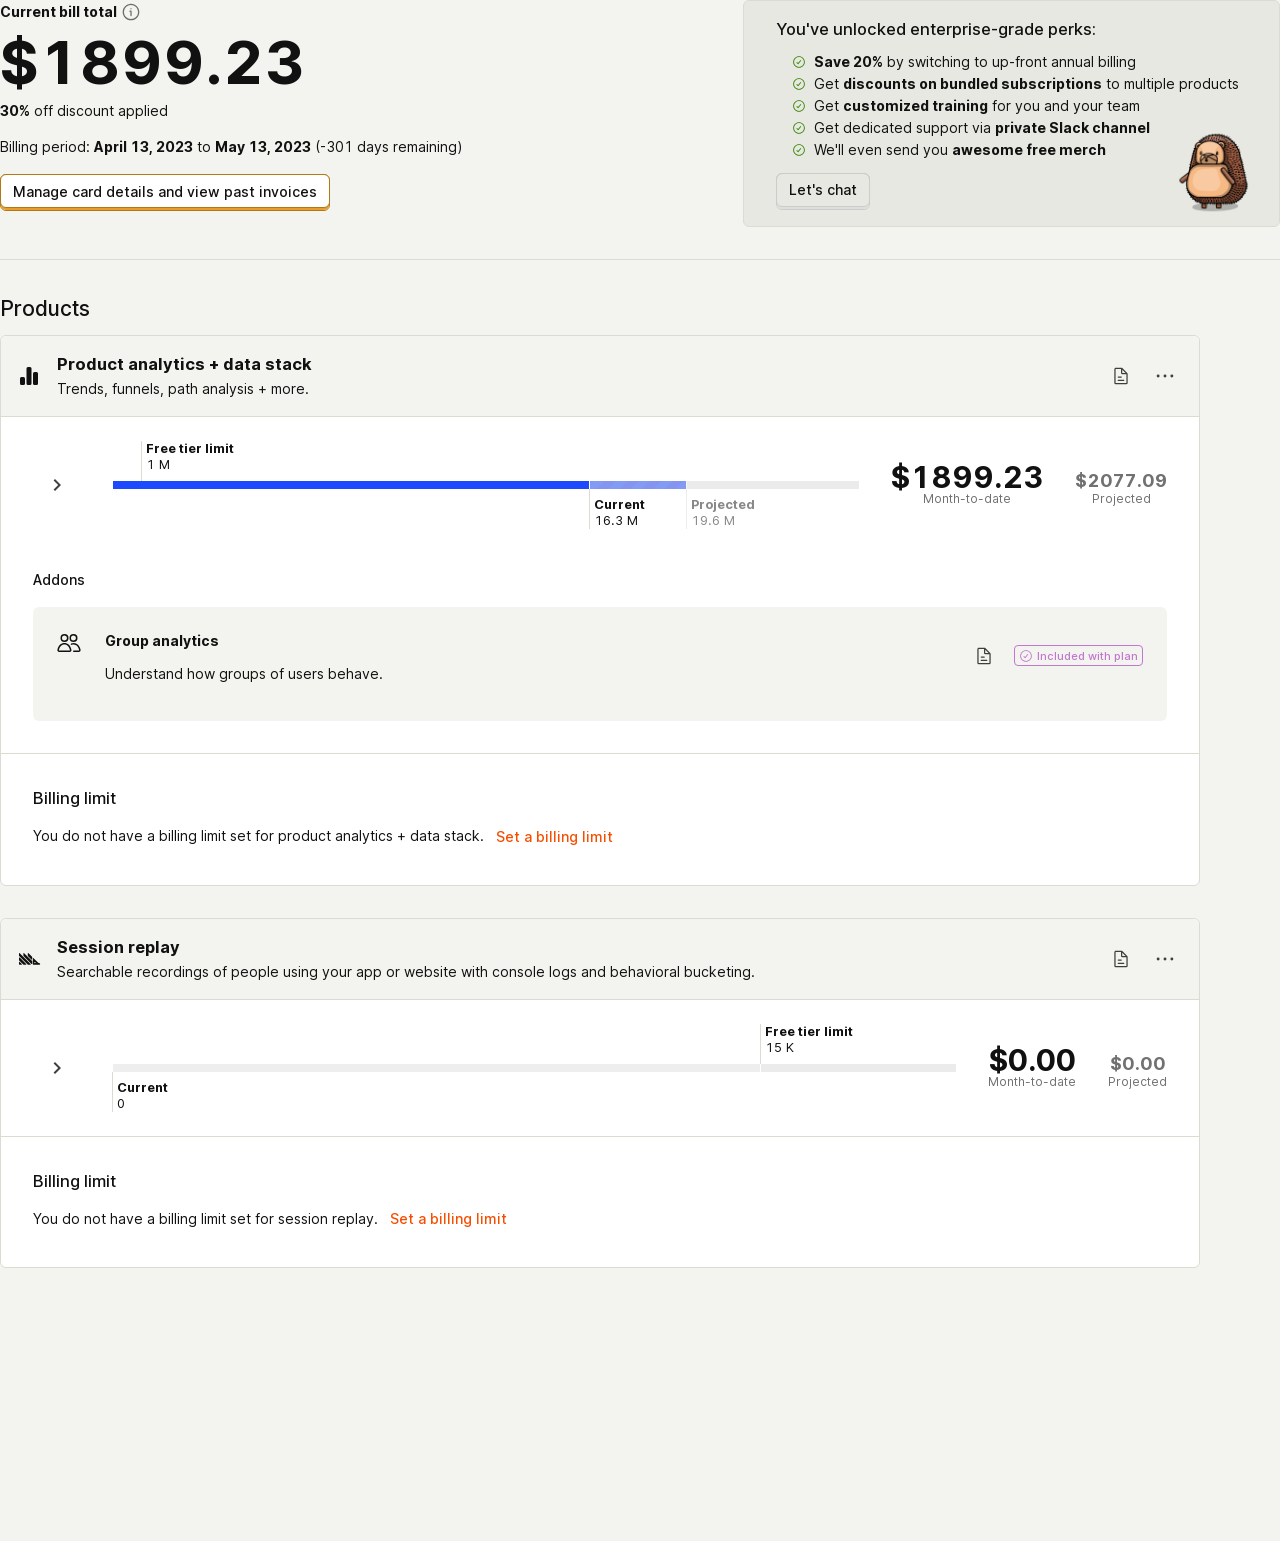 Current bill total
$1899.23
30% off discount applied
Billing period: April 13, 2023 to May 13, 2023 (-301 days remaining)
Manage card details and view past invoices
You've unlocked enterprise-grade perks:
Save 20% by switching to up-front annual billing
Get discounts on bundled subscriptions to multiple products
Get customized training for you and your team
Get dedicated support via private Slack channel
We'll even send you awesome free merch
Let's chat
Products
Product analytics + data stack
Trends, funnels, path analysis + more.
Free tier limit
1 M
Current
16.3 M
Projected
19.6 M
$1899.23
Month-to-date
$2077.09
Projected
Addons
Group analytics
Understand how groups of users behave.
Included with plan
Billing limit
You do not have a billing limit set for product analytics + data stack. Set a billing limit
Session replay
Searchable recordings of people using your app or website with console logs and behavioral bucketing.
Free tier limit
15 K
Current
0
$0.00
Month-to-date
$0.00
Projected
Billing limit
You do not have a billing limit set for session replay. Set a billing limit